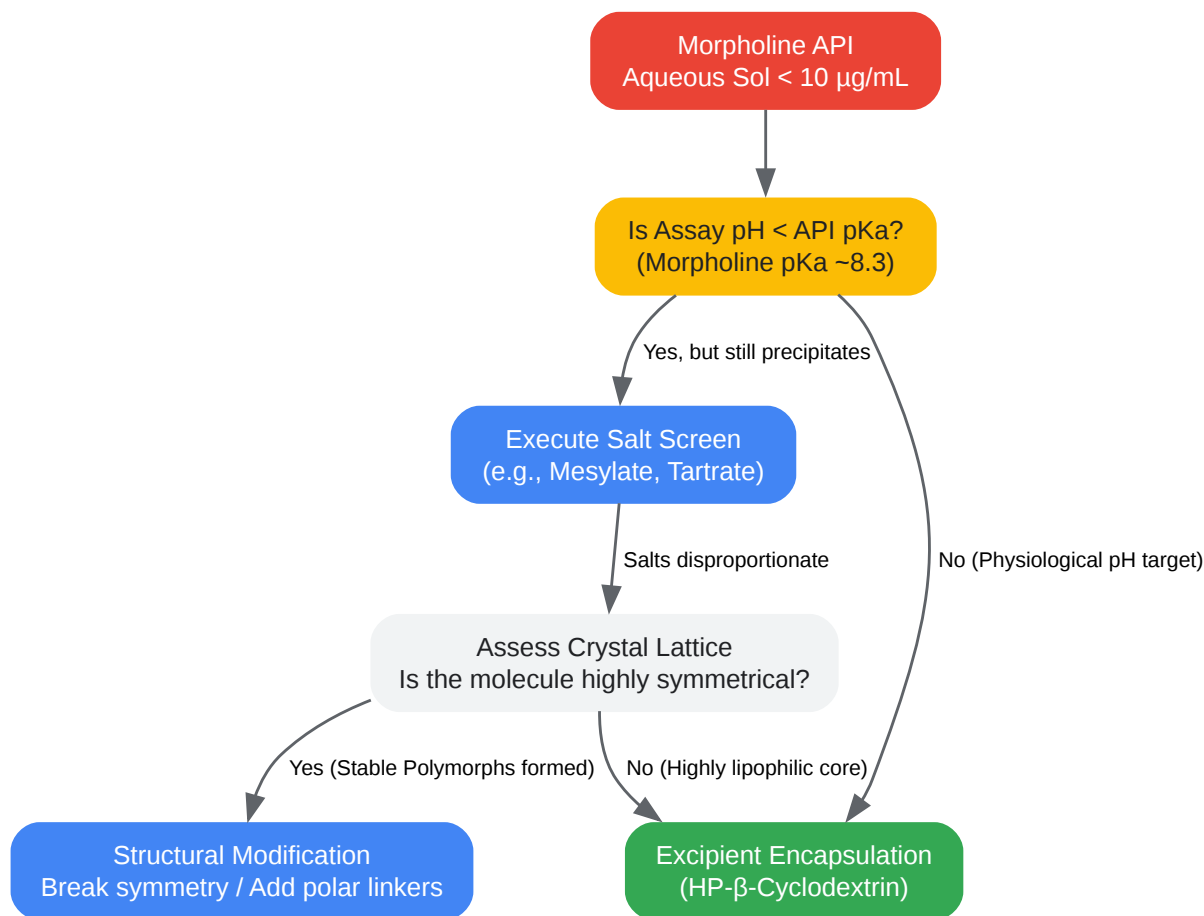 Morpholine API
Aqueous Sol < 10 µg/mL
Is Assay pH < API pKa?
(Morpholine pKa ~8.3)
Yes, but still precipitates
Execute Salt Screen
(e.g., Mesylate, Tartrate)
Salts disproportionate
No (Physiological pH target)
Assess Crystal Lattice
Is the molecule highly symmetrical?
Yes (Stable Polymorphs formed)
No (Highly lipophilic core)
Structural Modification
Break symmetry / Add polar linkers
Excipient Encapsulation
(HP-β-Cyclodextrin)